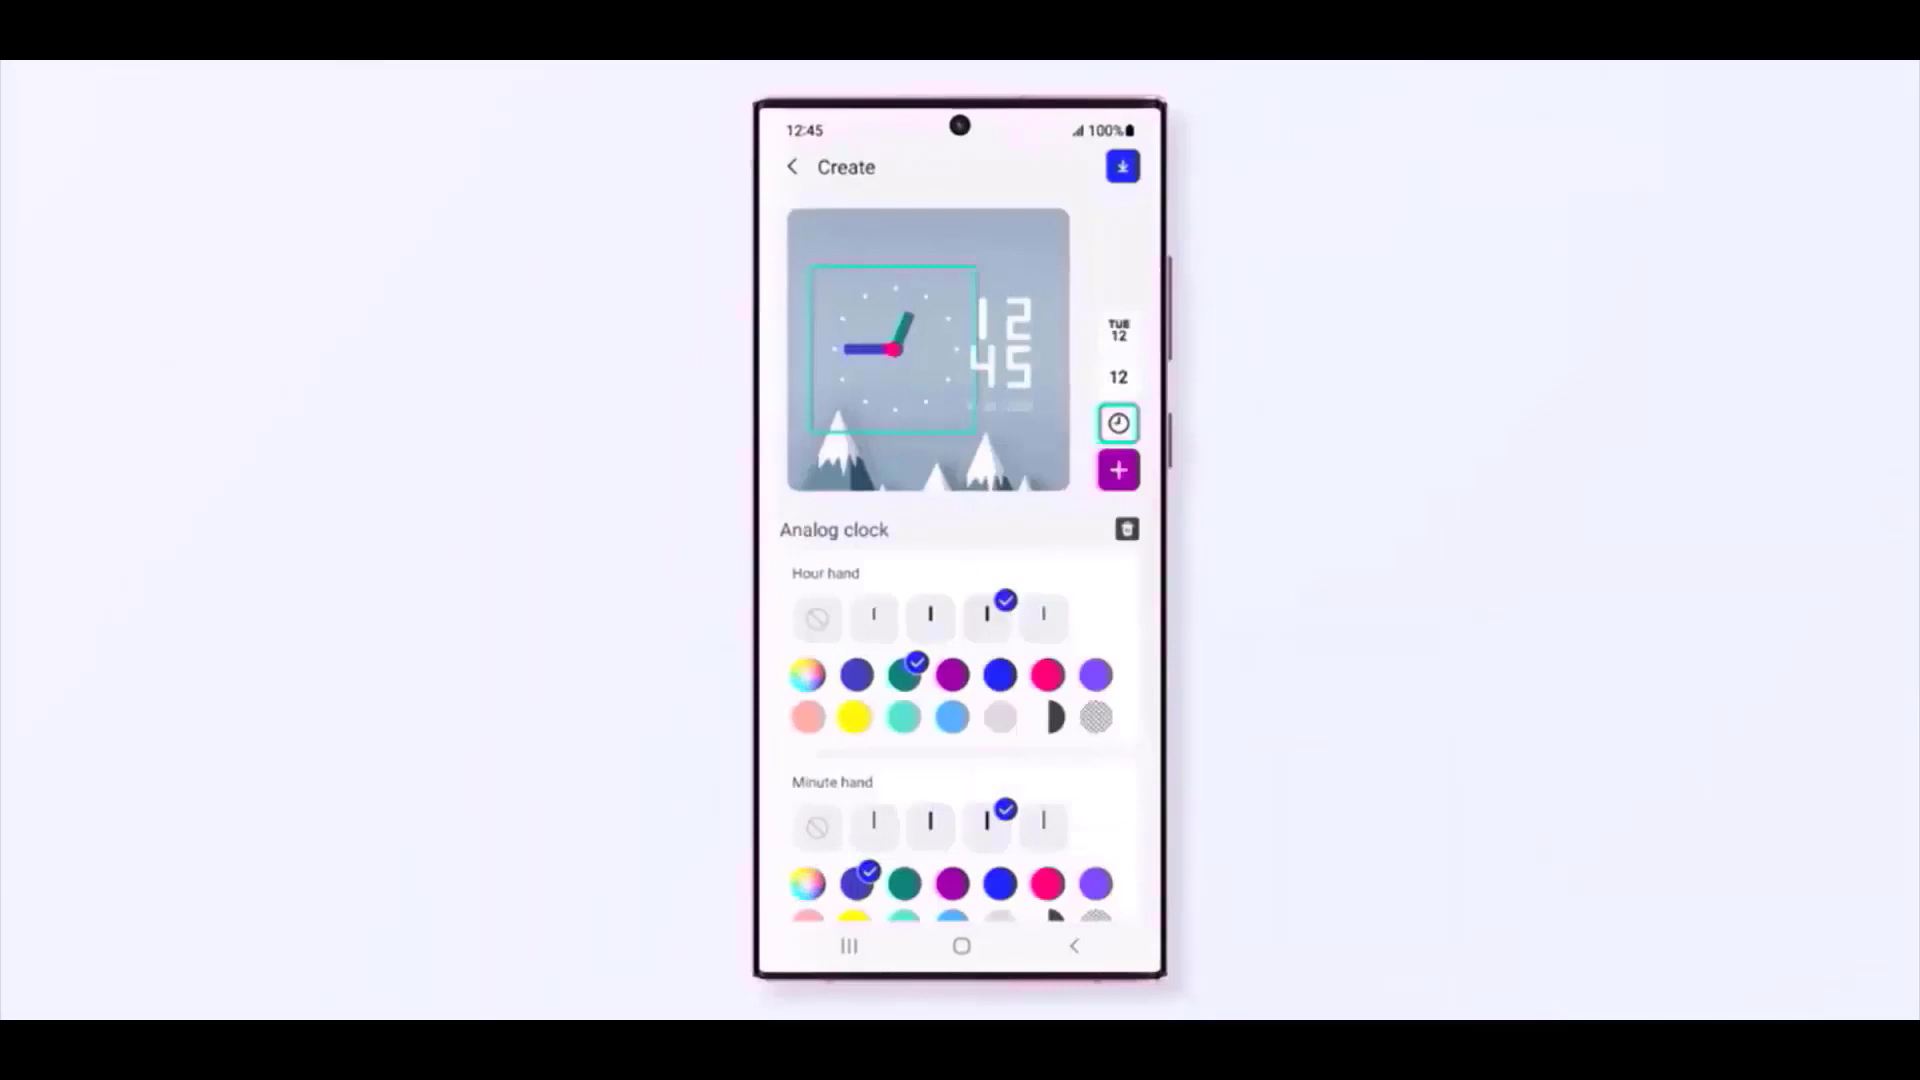 12:45
100%
Create
12
45
TUE
12
12
Analog clock
Hour hand
Minute hand